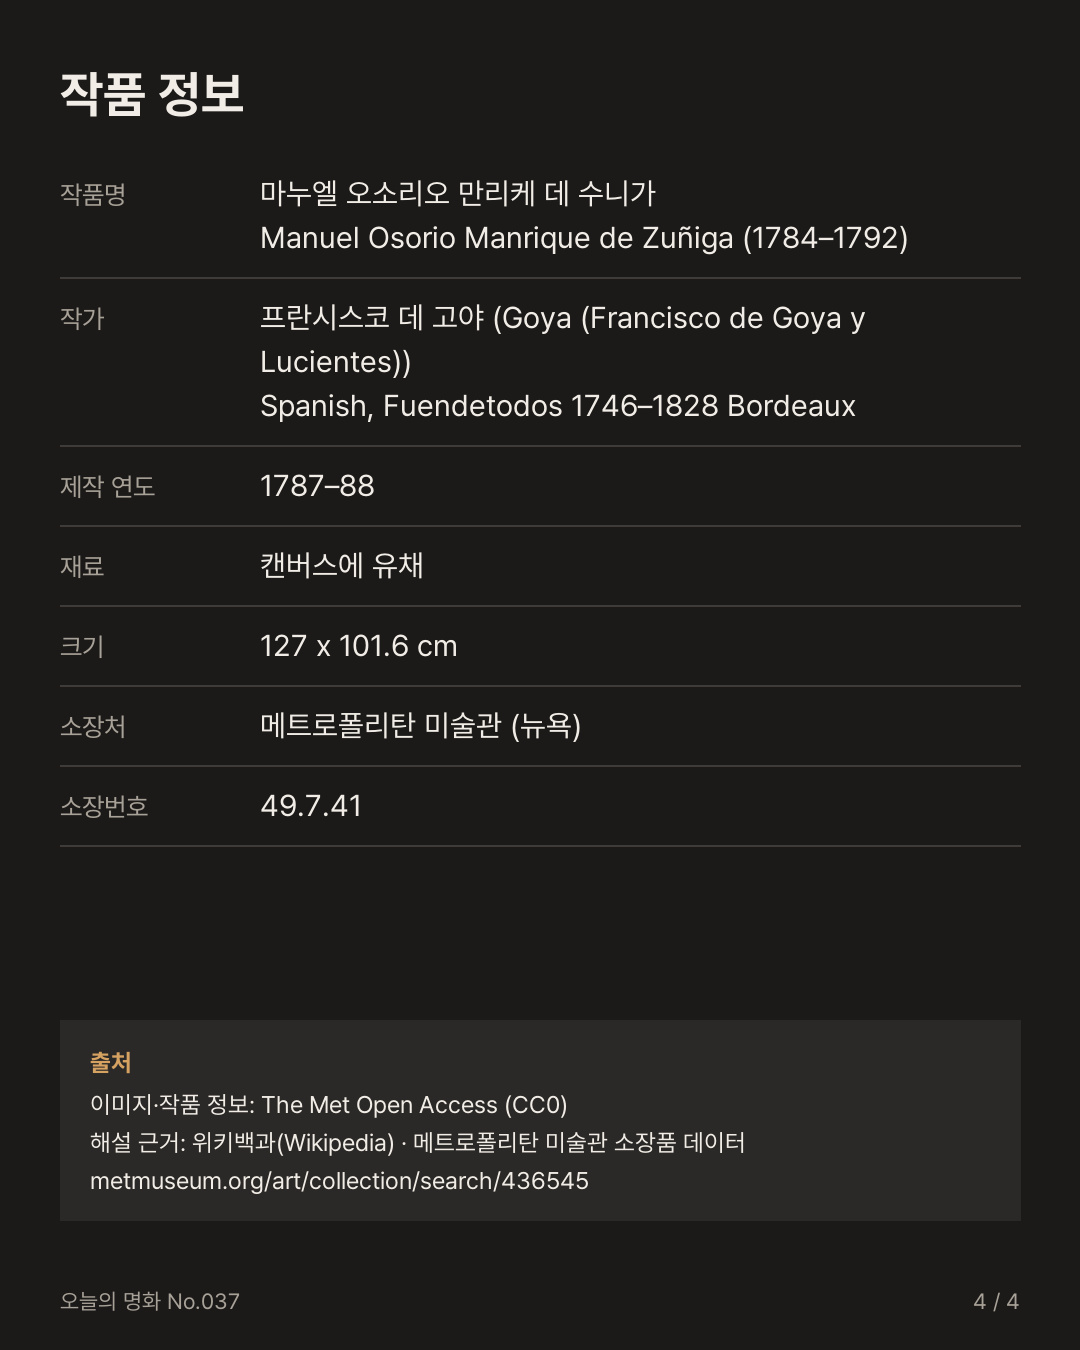 작품 정보
작품명
마누엘 오소리오 만리케 데 수니가
Manuel Osorio Manrique de Zuñiga (1784–1792)
작가
프란시스코 데 고야 (Goya (Francisco de Goya y
Lucientes))
Spanish, Fuendetodos 1746–1828 Bordeaux
제작 연도
1787–88
재료
캔버스에 유채
크기
127 x 101.6 cm
소장처
메트로폴리탄 미술관 (뉴욕)
소장번호
49.7.41
출처
이미지·작품 정보: The Met Open Access (CC0)
해설 근거: 위키백과(Wikipedia) · 메트로폴리탄 미술관 소장품 데이터
metmuseum.org/art/collection/search/436545
오늘의 명화 No.037
4 / 4